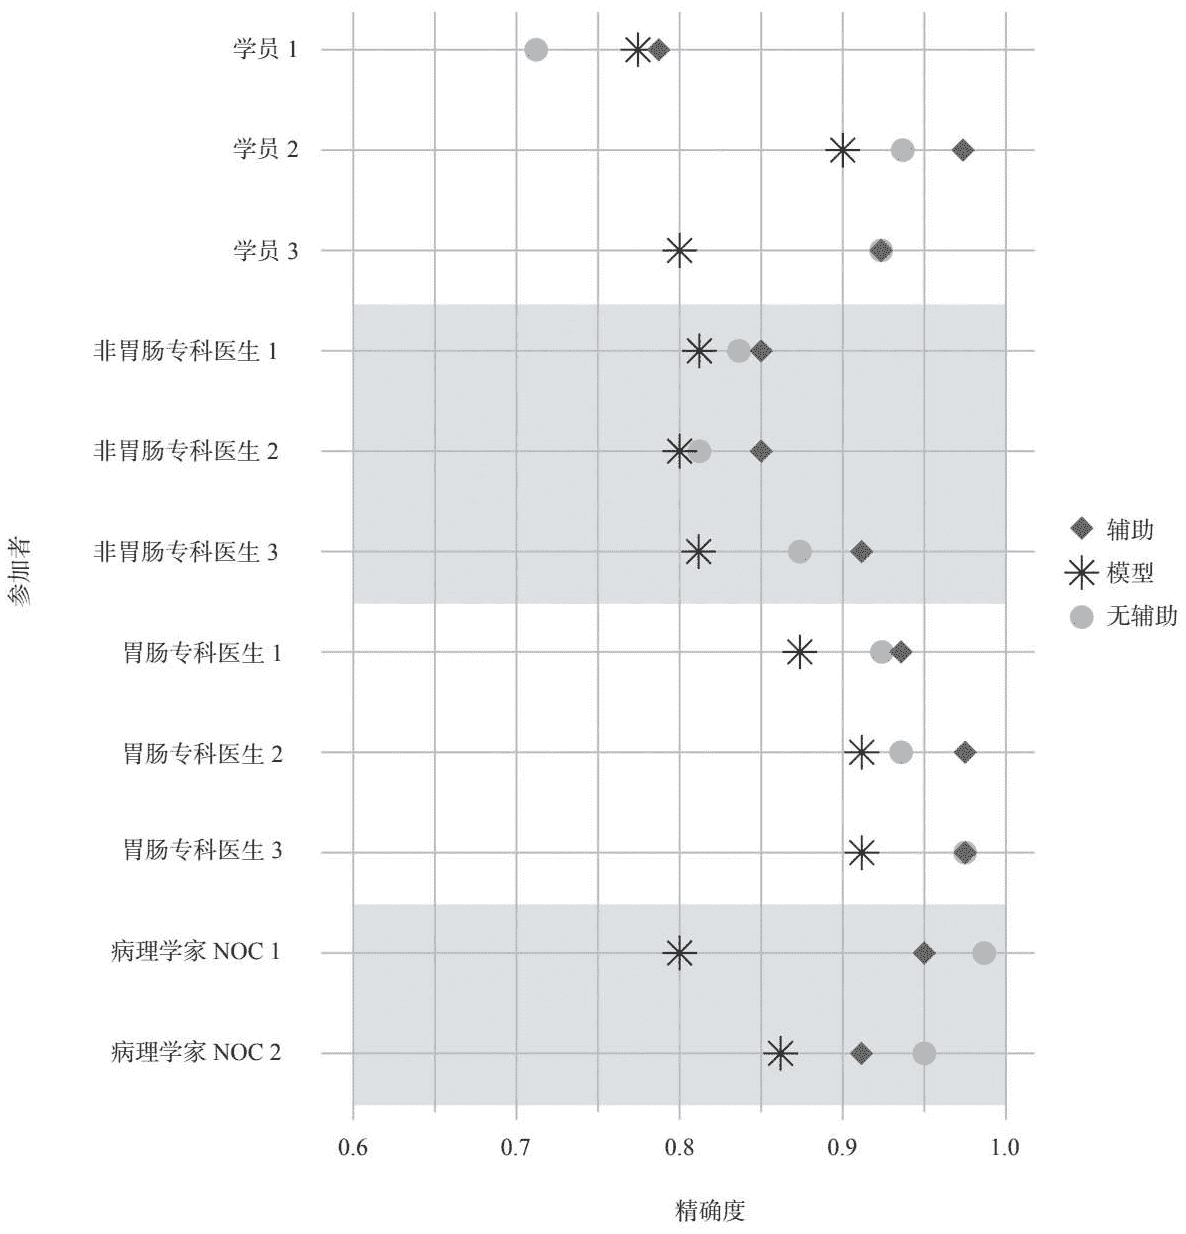 学员 1
学员 2
学员 3
非胃肠专科医生 1
非胃肠专科医生 2
非胃肠专科医生 3
胃肠专科医生 1
胃肠专科医生 2
胃肠专科医生 3
病理学家 NOC 1
病理学家 NOC 2
参加者
辅助
模型
无辅助
0.6 0.7 0.8 0.9 1.0
精确度